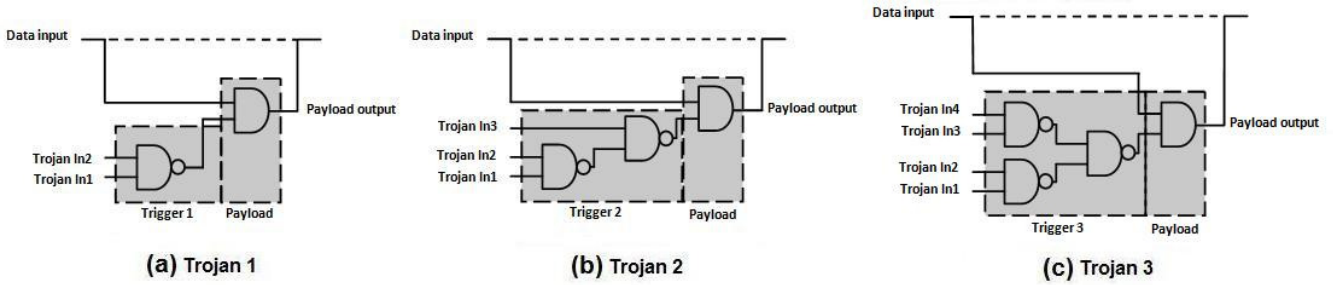 Data input
Payload output
Trojan In2
Trojan In1
Trigger 1
Payload
(a) Trojan 1
Data input
Trojan In3
Payload output
Trojan In2
Trojan In1
Trigger 2
Payload
(b) Trojan 2
Data input
Trojan In4
Payload output
Trojan In3
Trojan In2
Trojan In1
Trigger 3
Payload
(c) Trojan 3